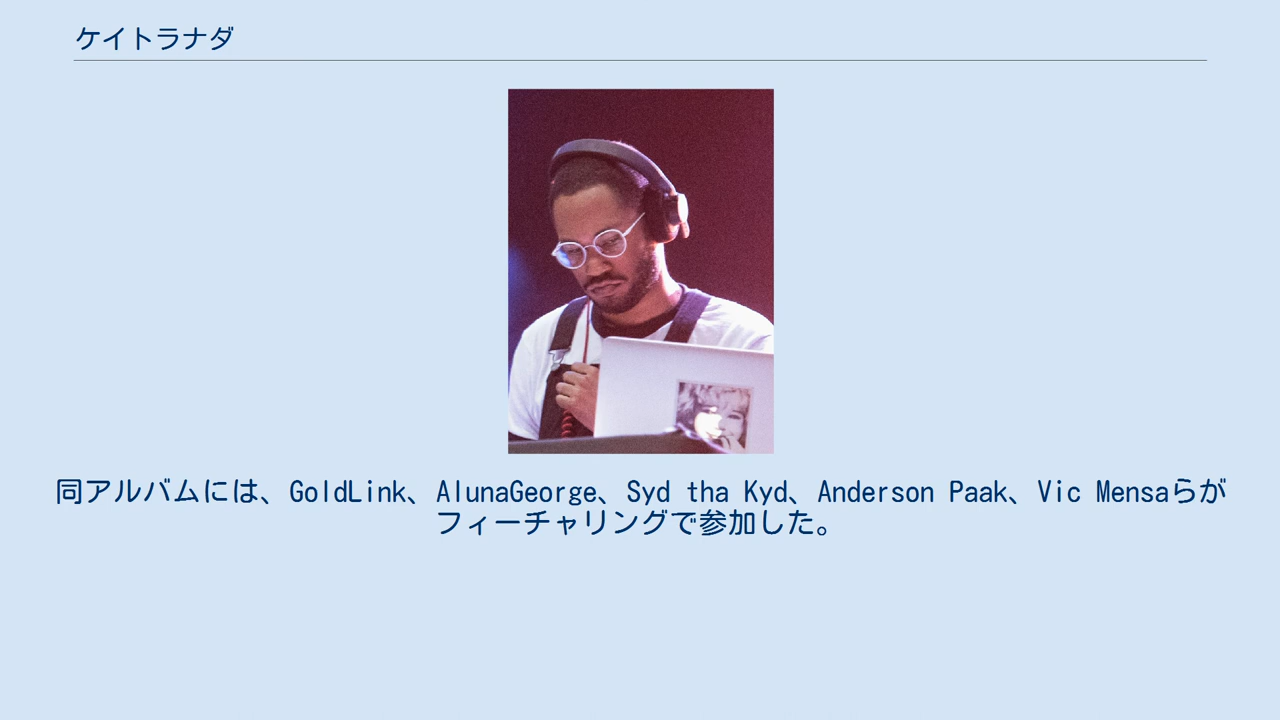 ケイトラナダ
同アルバムには、GoldLink、AlunaGeorge、Syd tha Kyd、Anderson Paak、Vic Mensaらが
フィーチャリングで参加した。